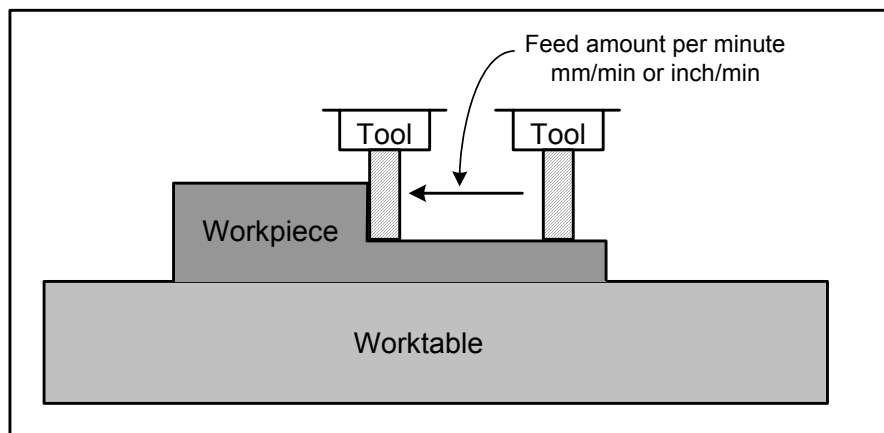 Feed amount per minute
mm/min or inch/min
Tool
Tool
Workpiece
Worktable